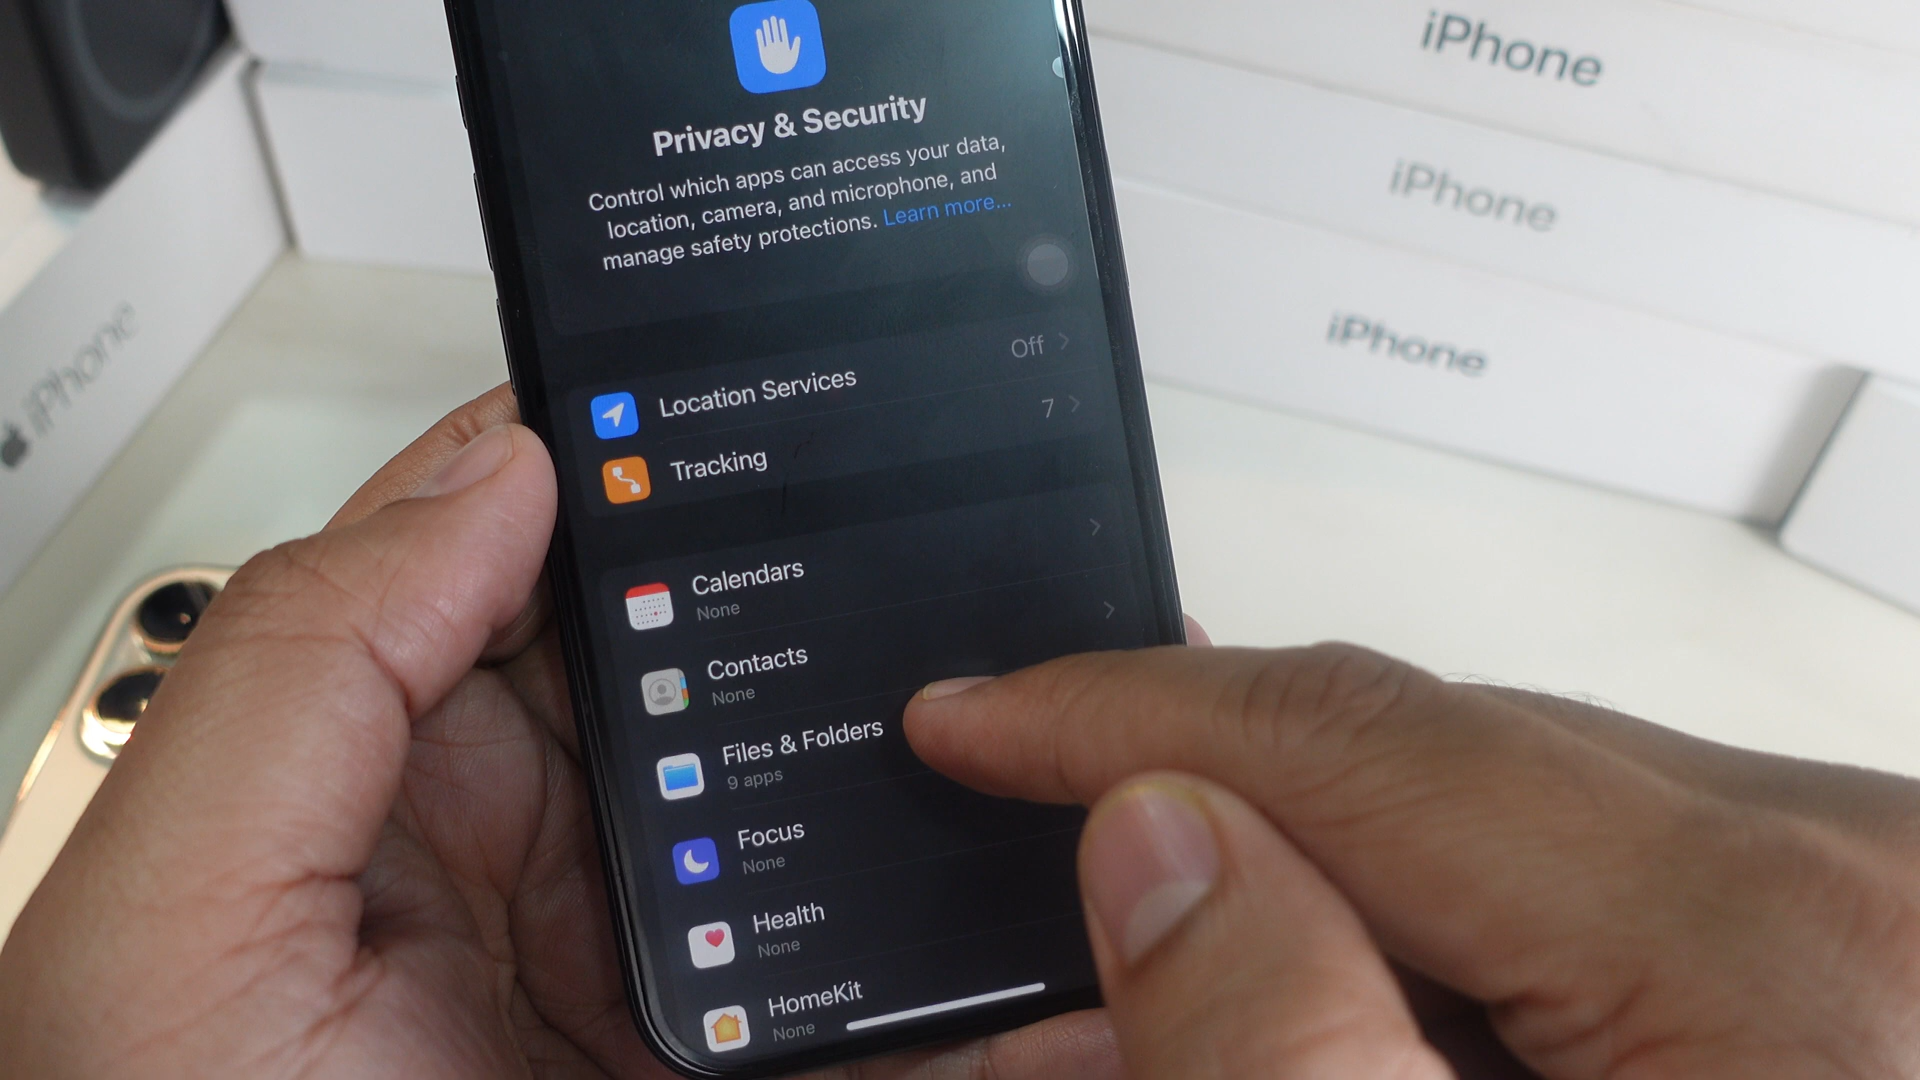 Privacy & Security
Control which apps can access your data,
location, camera, and microphone, and
manage safety protections. Learn more...
Location Services
Off
Tracking
7
Calendars
None
Contacts
None
Files & Folders
9 apps
Focus
None
Health
None
HomeKit
None
iPhone
iPhone
iPhone
iPhone